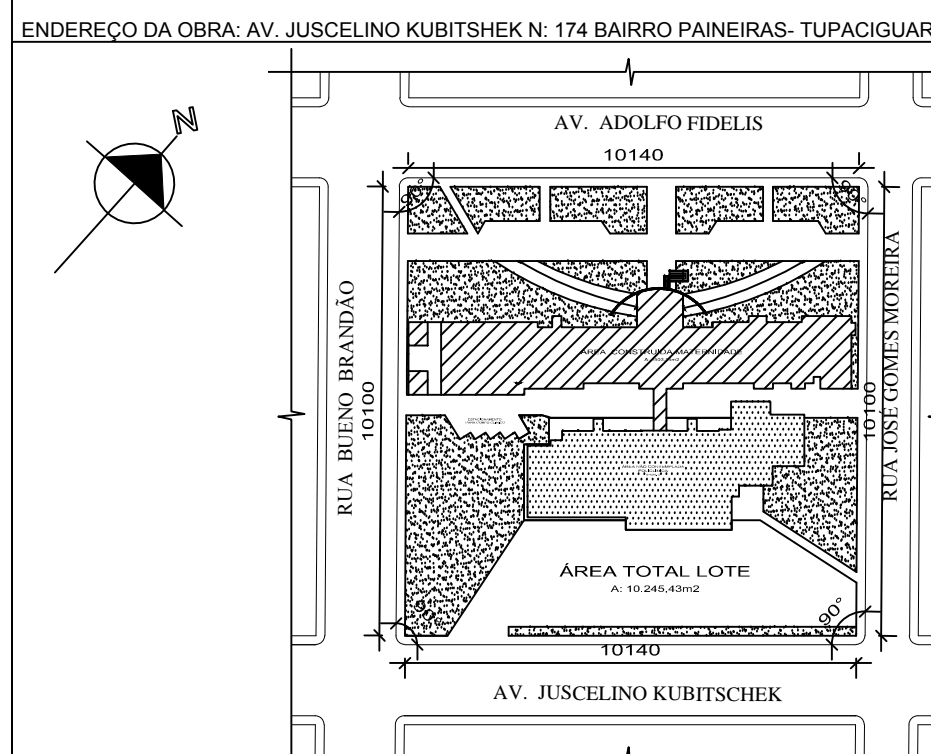 ENDEREÇO DA OBRA: AV. JUSCELINO KUBITSHEK N: 174 BAIRRO PAINEIRAS- TUPACIGUAR
N
AV. ADOLFO FIDELIS
10140
90°
RUA BUENO BRANDÃO
10100
RUA JOSE GOMES MOREIRA
10100
ÁREA CONSTRUIDA MATERNIDADE
ESTACIONAMENTO
ÁREA TOTAL LOTE
A: 10.245,43m2
90°
90°
10140
AV. JUSCELINO KUBITSCHEK